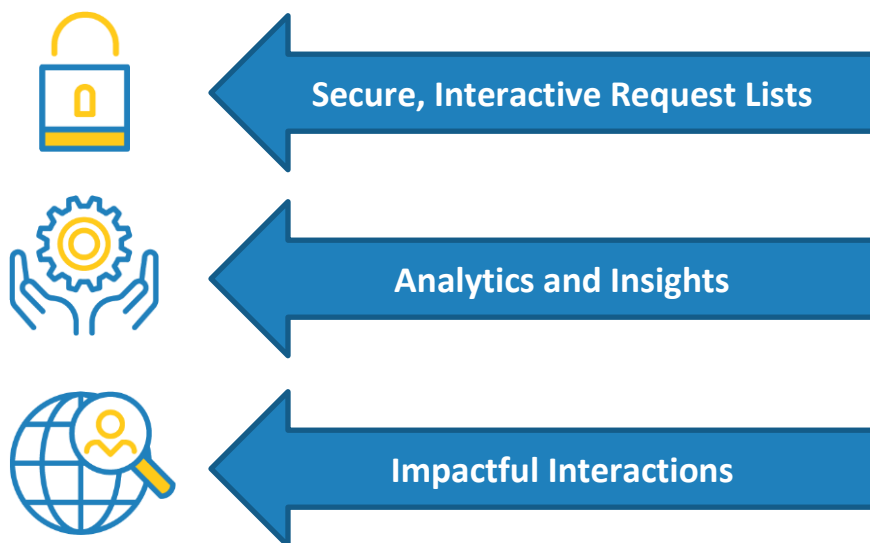 Secure, Interactive Request Lists
Analytics and Insights
Impactful Interactions